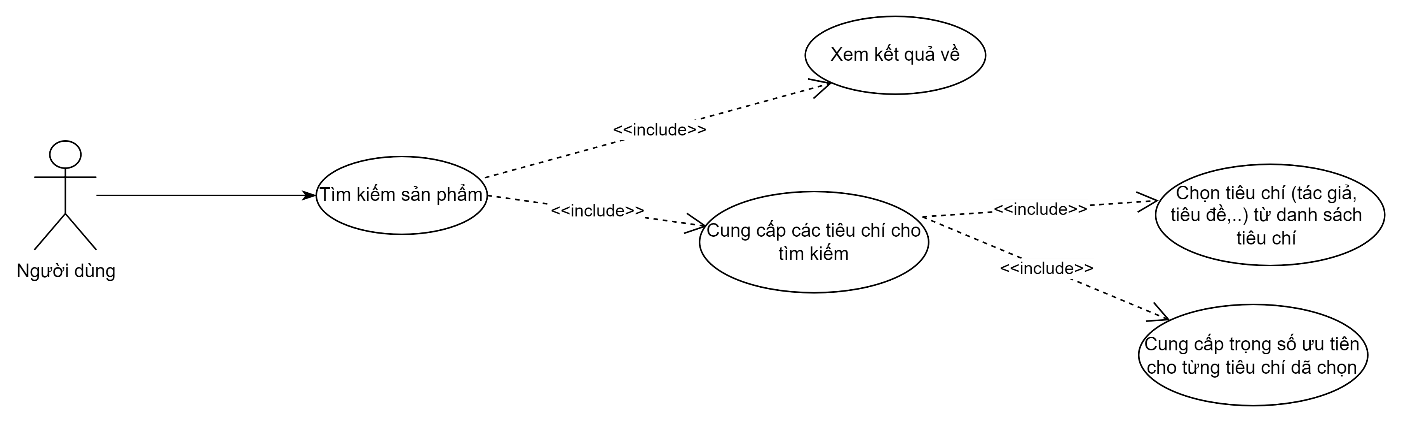 Xem kết quả về
<<include>>
Tìm kiếm sản phẩm
<<include>>
Cung cấp các tiêu chí cho
tìm kiếm
<<include>>
Chọn tiêu chí (tác giả,
tiêu đề,..) từ danh sách
tiêu chí
<<include>>
Cung cấp trọng số ưu tiên
cho từng tiêu chí dã chọn
Người dùng